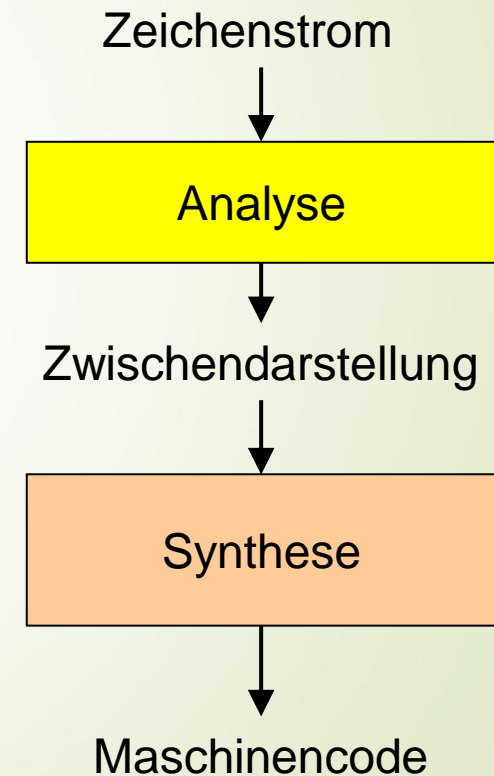 Zeichenstrom
Analyse
Zwischendarstellung
Synthese
Maschinencode